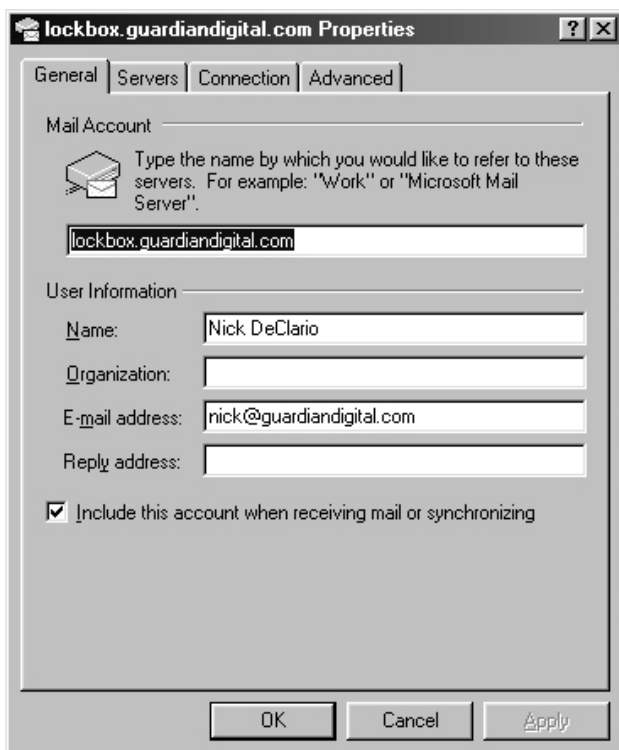 lockbox.guardiandigital.com Properties
General Servers Connection Advanced
Mail Account
Type the name by which you would like to refer to these
servers. For example: "Work" or "Microsoft Mail
Server".
lockbox.guardiandigital.com
User Information
Name: Nick DeClario
Organization:
E-mail address: nick@guardiandigital.com
Reply address:
Include this account when receiving mail or synchronizing
OK Cancel Apply